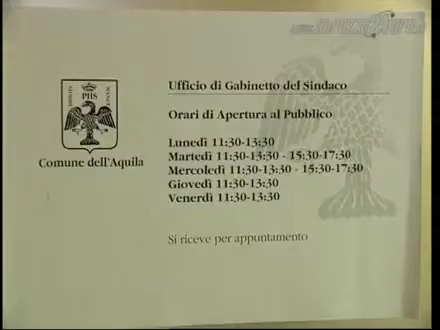 Ufficio di Gabinetto del Sindaco
Orari di Apertura al Pubblico
PHS
Comune dell'Aquila
Lunedì 11:30-13:30
Martedì 11:30-13:30 - 15:30-17:30
Mercoledì 11:30-13:30 - 15:30-17:30
Giovedì 11:30-13:30
Venerdì 11:30-13:30
Si riceve per appuntamento